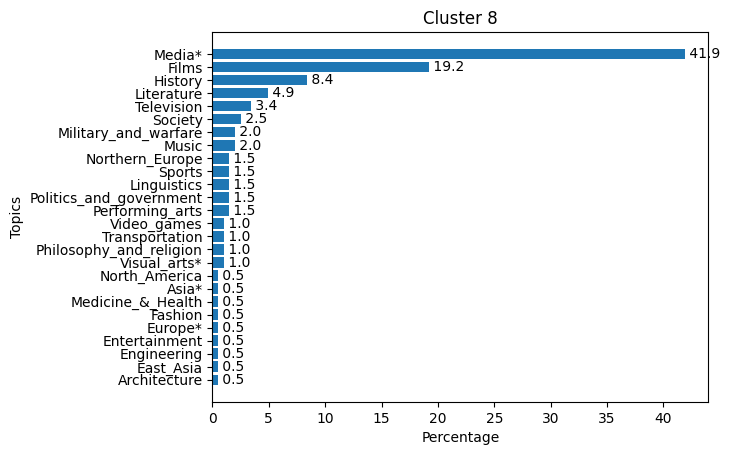 Cluster 8
Topics
Media* 41.9
Films 19.2
History 8.4
Literature 4.9
Television 3.4
Society 2.5
Military_and_warfare 2.0
Music 2.0
Northern_Europe 1.5
Sports 1.5
Linguistics 1.5
Politics_and_government 1.5
Performing_arts 1.5
Video_games 1.0
Transportation 1.0
Philosophy_and_religion 1.0
Visual_arts* 1.0
North_America 0.5
Asia* 0.5
Medicine_&_Health 0.5
Fashion 0.5
Europe* 0.5
Entertainment 0.5
Engineering 0.5
East_Asia 0.5
Architecture 0.5
0 5 10 15 20 25 30 35 40
Percentage